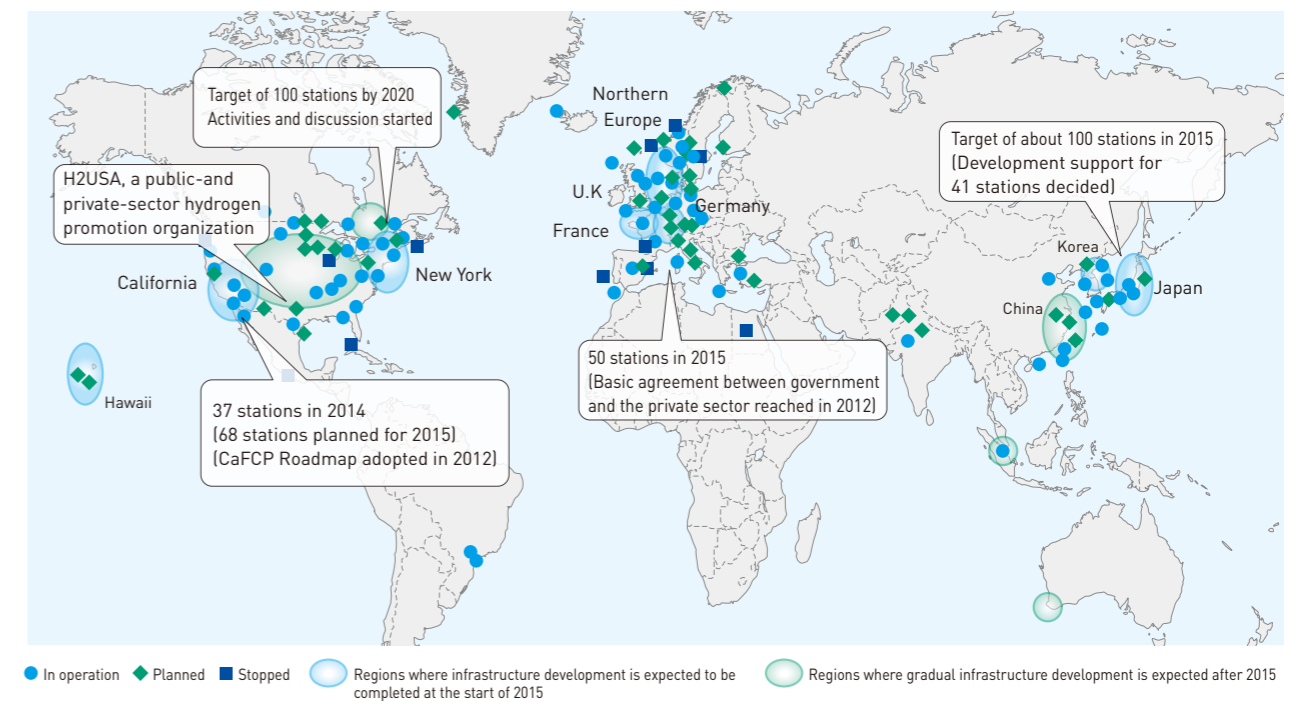 Northern
Europe
Target of 100 stations by 2020
Activities and discussion started
Target of about 100 stations in 2015
(Development support for
41 stations decided)
H2USA, a public-and
private-sector hydrogen
promotion organization
U.K
Germany
France
Korea
California
New York
Japan
China
50 stations in 2015
(Basic agreement between government
and the private sector reached in 2012)
Hawaii
37 stations in 2014
(68 stations planned for 2015)
(CaFCP Roadmap adopted in 2012)
In operation
Planned
Stopped
Regions where infrastructure development is expected to be
completed at the start of 2015
Regions where gradual infrastructure development is expected after 2015